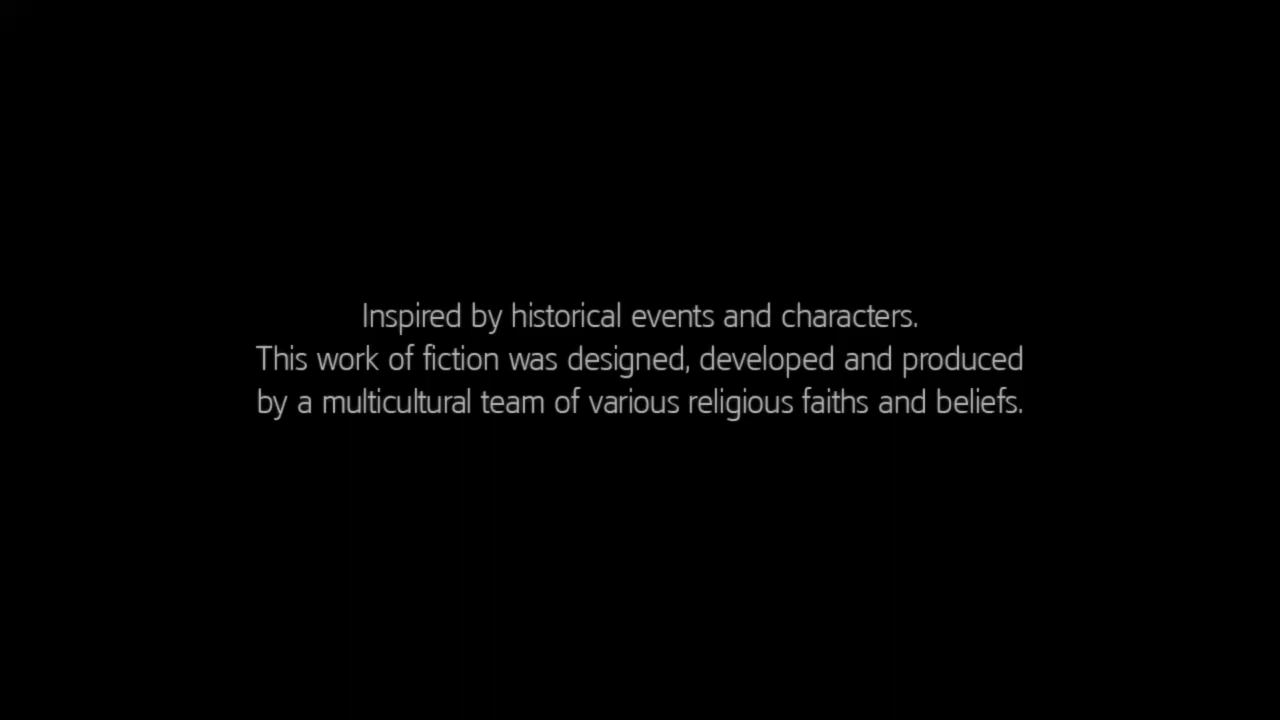 Inspired by historical events and characters.
This work of fiction was designed, developed and produced
by a multicultural team of various religious faiths and beliefs.